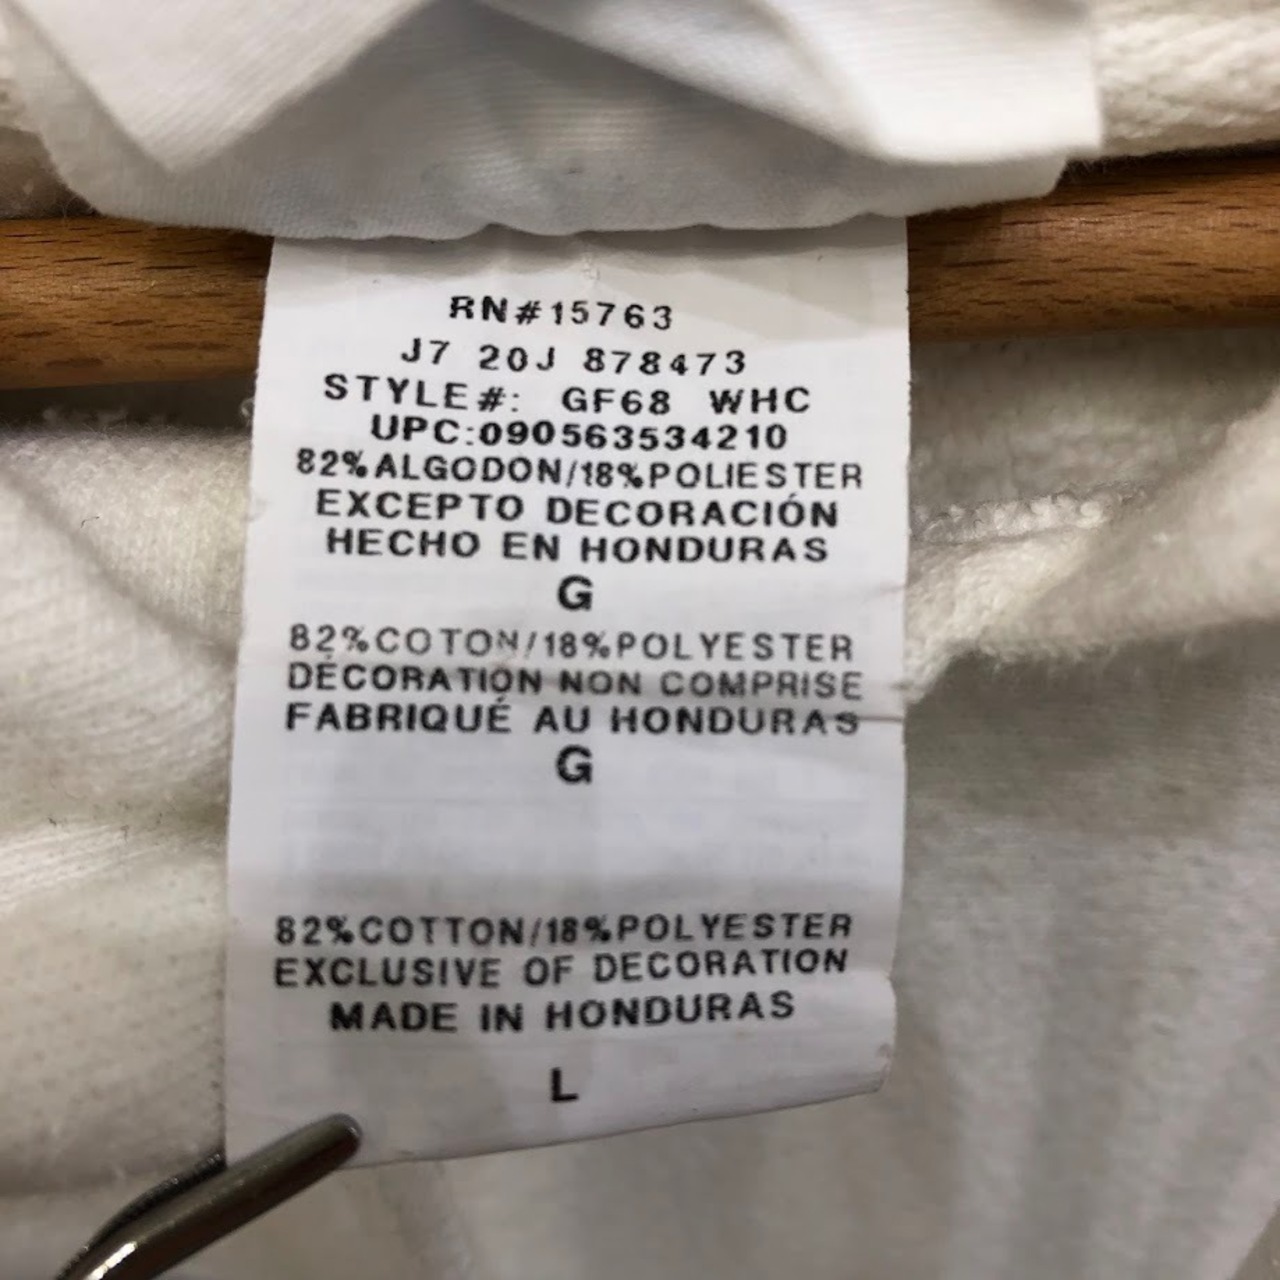 RN#15763
J7 20J 878473
STYLE#: GF68 WHC
UPC:090563534210
82%ALGODON/18%POLIESTER
EXCEPTO DECORACIÓN
HECHO EN HONDURAS
G
82%COTON/18%POLYESTER
DÉCORATION NON COMPRISE
FABRIQUÉ AU HONDURAS
G
82%COTTON/18%POLYESTER
EXCLUSIVE OF DECORATION
MADE IN HONDURAS
L